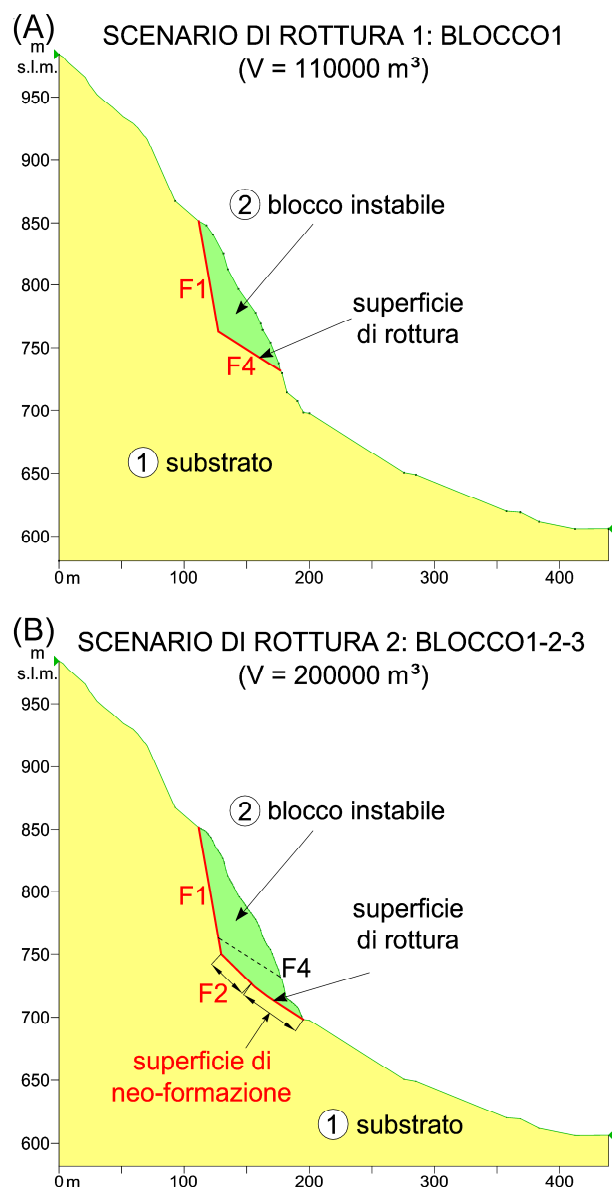 (A)
SCENARIO DI ROTTURA 1: BLOCCO1
(V = 110000 m³)
m
s.l.m.
950
900
850
800
750
700
650
600
2 blocco instabile
F1
superficie
di rottura
F4
1 substrato
0 m
100
200
300
400
(B)
SCENARIO DI ROTTURA 2: BLOCCO1-2-3
(V = 200000 m³)
m
s.l.m.
950
900
850
800
750
700
650
600
2 blocco instabile
F1
superficie
di rottura
F4
F2
superficie di
neo-formazione
1 substrato
0 m
100
200
300
400